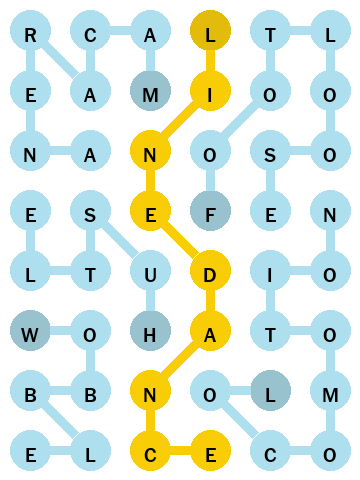 R C A L T L
E A M I O O
N A N O S O
E S E F E N
L T U D I O
W O H A T O
B B N O L M
E L C E C O